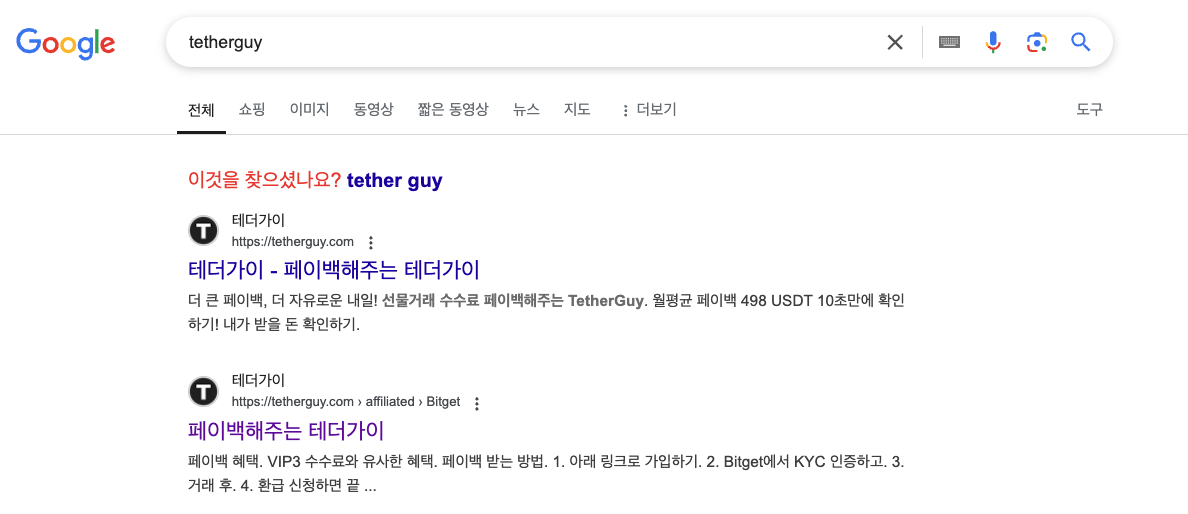 Google
tetherguy
전체 쇼핑 이미지 동영상 짧은 동영상 뉴스 지도 더보기 도구
이것을 찾으셨나요? tether guy
T
테더가이
https://tetherguy.com
테더가이 - 페이백해주는 테더가이
더 큰 페이백, 더 자유로운 내일! 선물거래 수수료 페이백해주는 TetherGuy. 월평균 페이백 498 USDT 10초만에 확인
하기! 내가 받을 돈 확인하기.
T
테더가이
https://tetherguy.com › affiliated › Bitget
페이백해주는 테더가이
페이백 혜택. VIP3 수수료와 유사한 혜택. 페이백 받는 방법. 1. 아래 링크로 가입하기. 2. Bitget에서 KYC 인증하고. 3.
거래 후. 4. 환급 신청하면 끝 ...